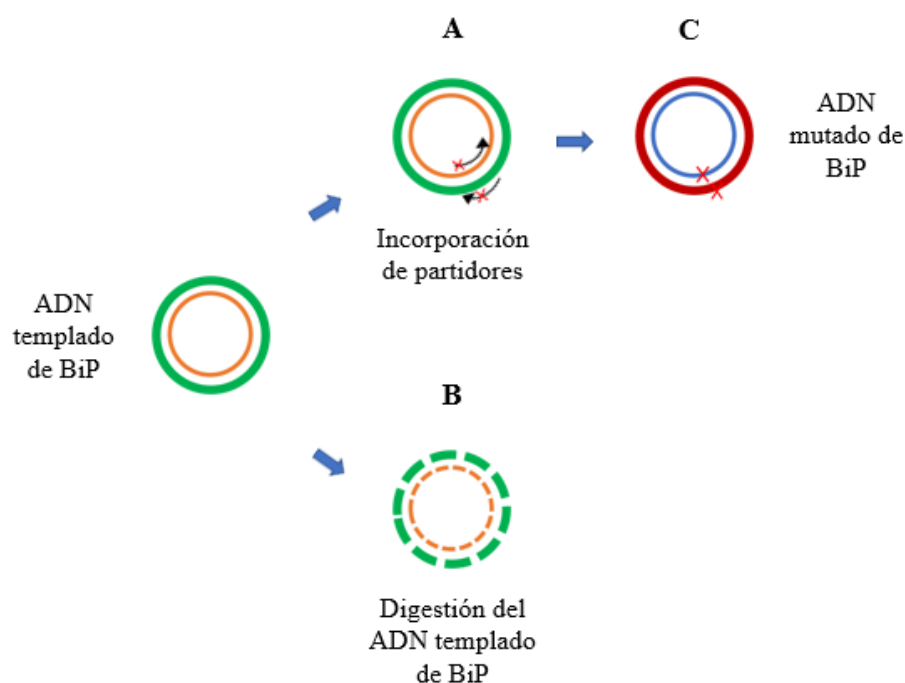 A
C
ADN
mutado de
BiP
Incorporación
de partidores
ADN
templado
de BiP
B
Digestión del
ADN templado
de BiP